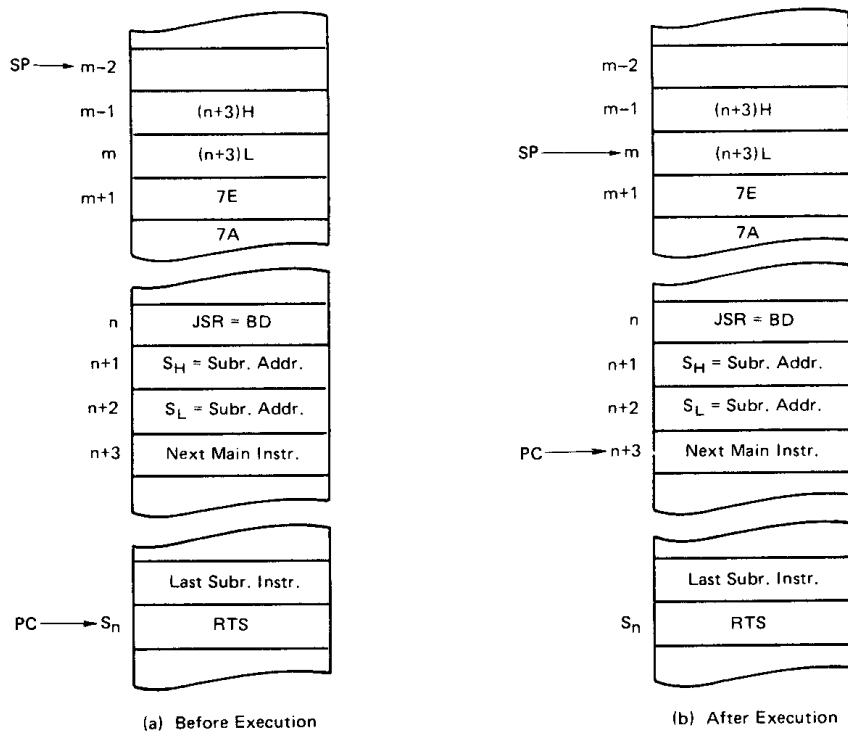 SP m-2
m-1 (n+3)H
m (n+3)L
m+1 7E
7A
n JSR = BD
n+1 SH = Subr. Addr.
n+2 SL = Subr. Addr.
n+3 Next Main Instr.
Last Subr. Instr.
PC Sn RTS
(a) Before Execution
m-2
m-1 (n+3)H
SP m (n+3)L
m+1 7E
7A
n JSR = BD
n+1 SH = Subr. Addr.
n+2 SL = Subr. Addr.
PC n+3 Next Main Instr.
Last Subr. Instr.
Sn RTS
(b) After Execution